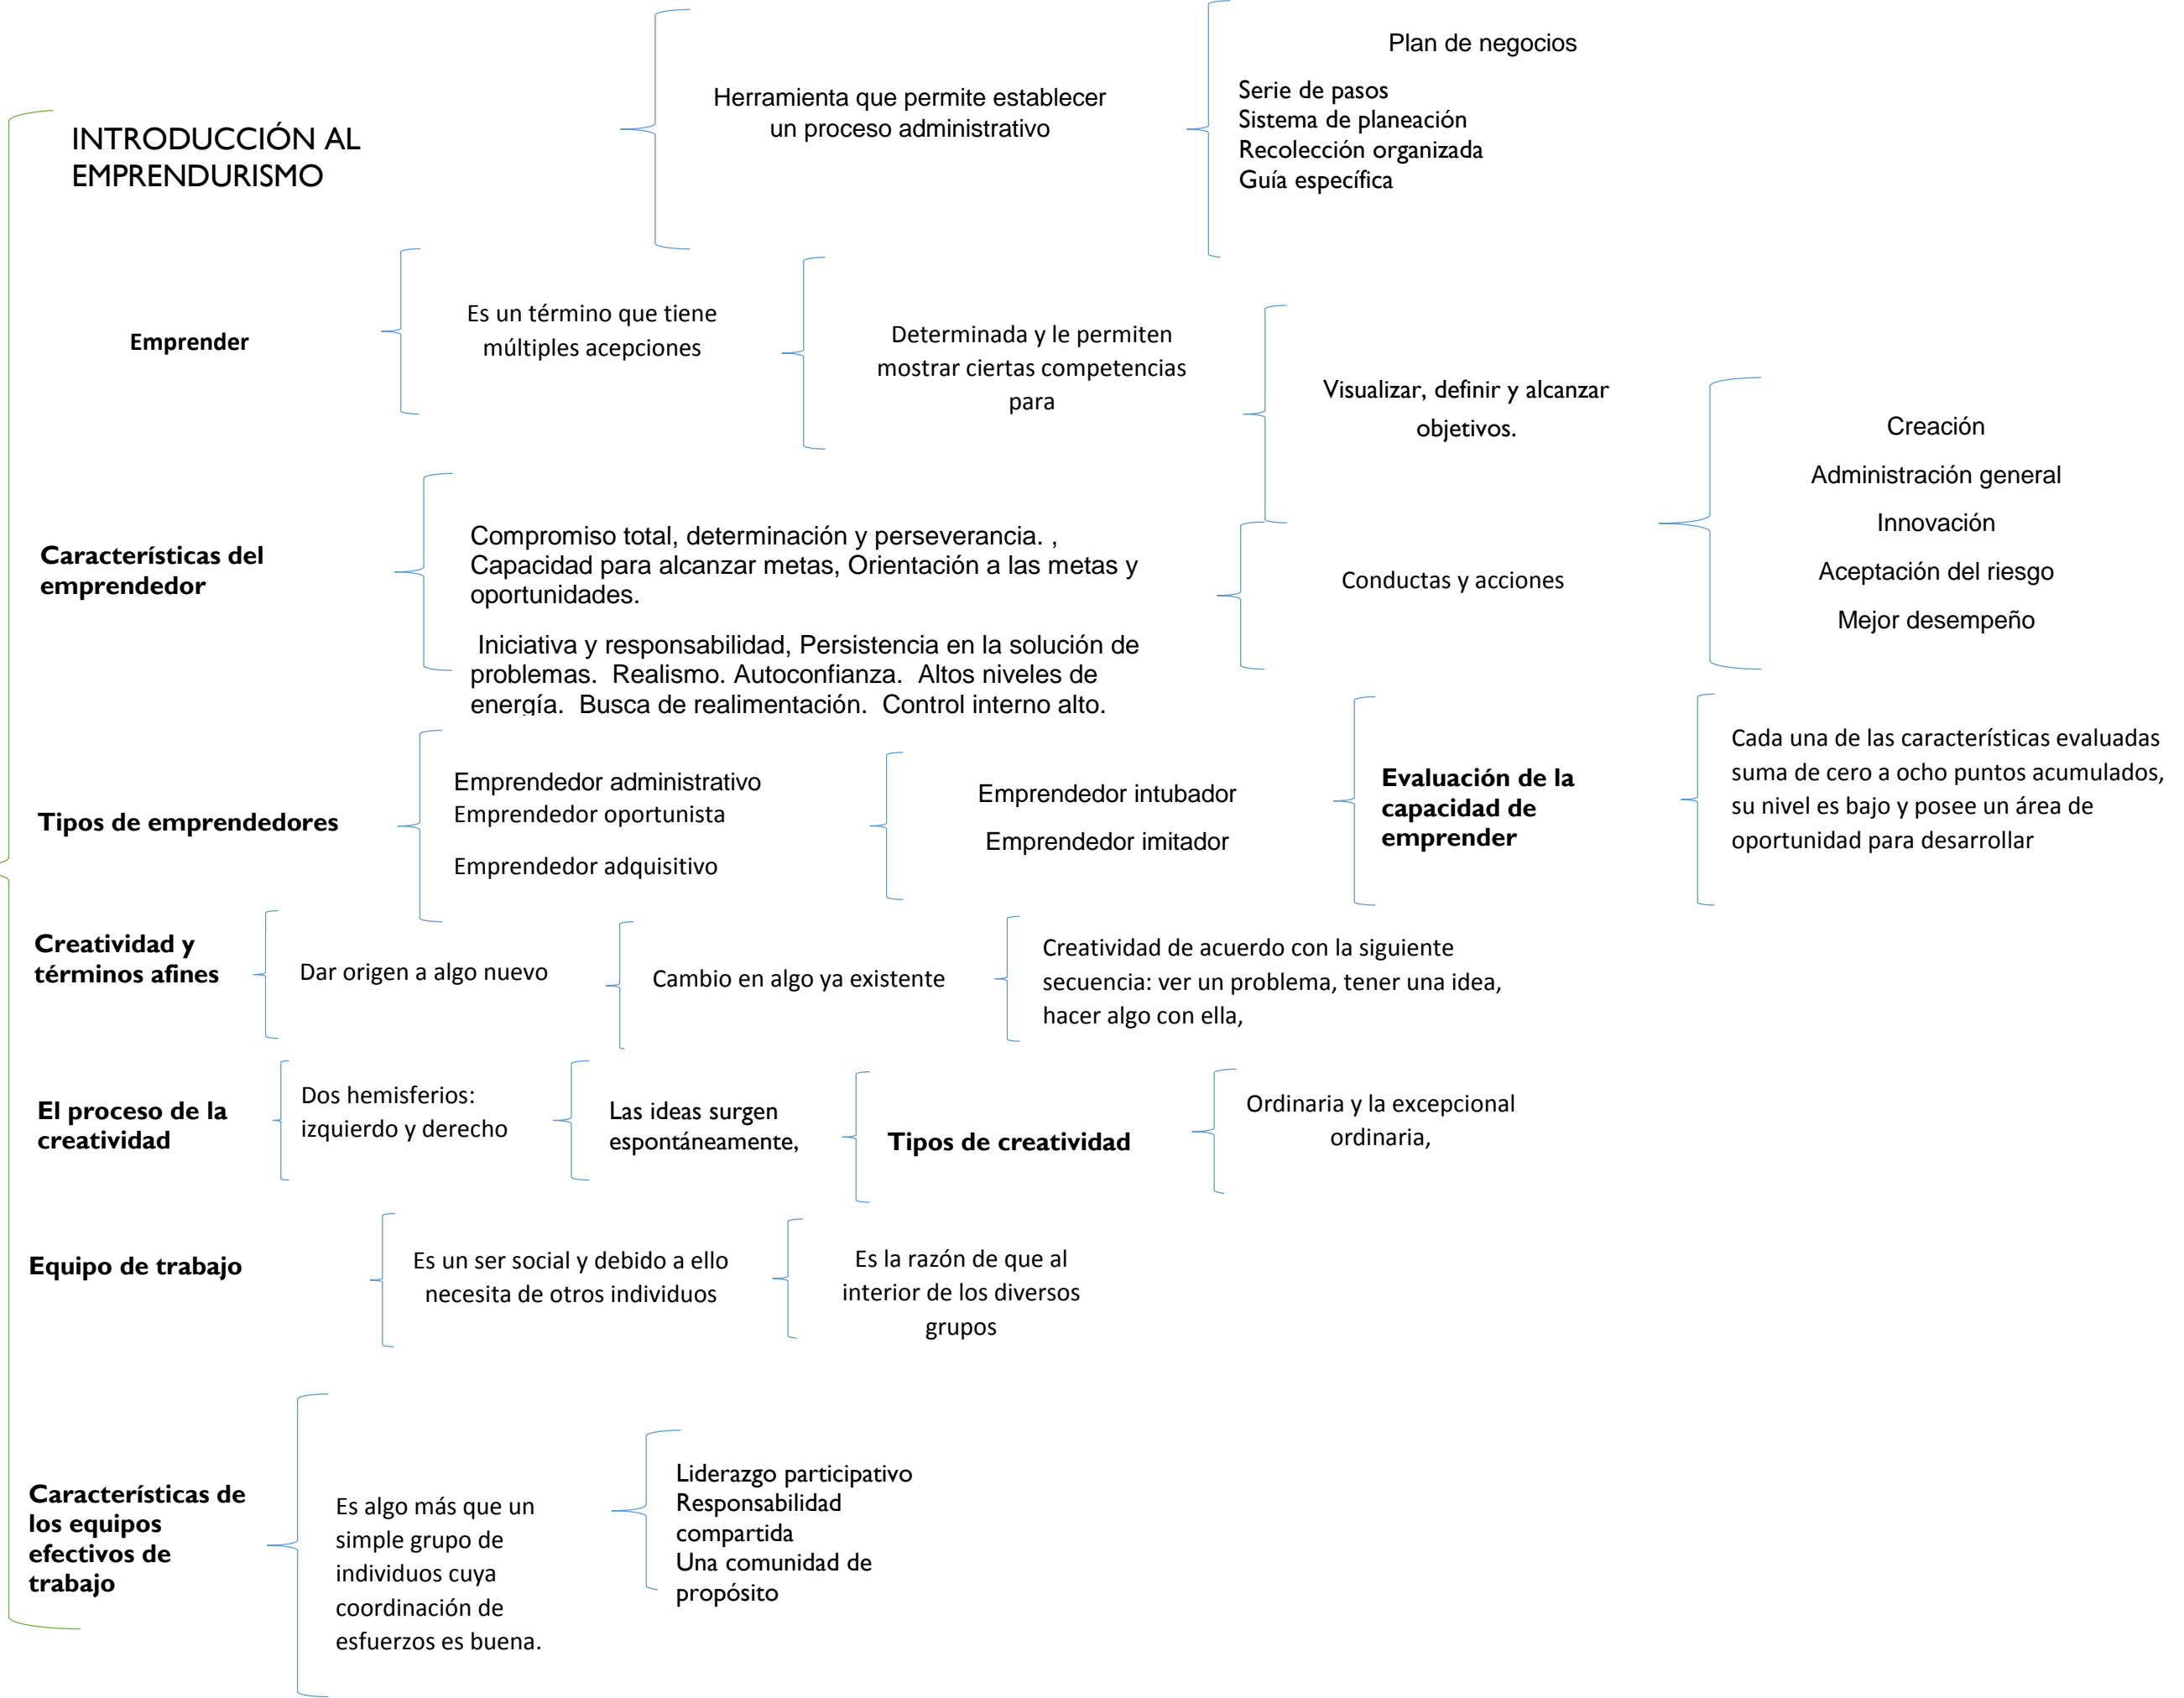 INTRODUCCIÓN AL
EMPRENDURISMO
Herramienta que permite establecer
un proceso administrativo
Plan de negocios
Serie de pasos
Sistema de planeación
Recolección organizada
Guía específica
Emprender
Es un término que tiene
múltiples acepciones
Determinada y le permiten
mostrar ciertas competencias
para
Visualizar, definir y alcanzar
objetivos.
Características del
emprendedor
Compromiso total, determinación y perseverancia. ,
Capacidad para alcanzar metas, Orientación a las metas y
oportunidades.
Iniciativa y responsabilidad, Persistencia en la solución de
problemas. Realismo. Autoconfianza. Altos niveles de
energía. Busca de realimentación. Control interno alto.
Conductas y acciones
Creación
Administración general
Innovación
Aceptación del riesgo
Mejor desempeño
Tipos de emprendedores
Emprendedor administrativo
Emprendedor oportunista
Emprendedor adquisitivo
Emprendedor intubador
Emprendedor imitador
Evaluación de la
capacidad de
emprender
Cada una de las características evaluadas
suma de cero a ocho puntos acumulados,
su nivel es bajo y posee un área de
oportunidad para desarrollar
Creatividad y
términos afines
Dar origen a algo nuevo
Cambio en algo ya existente
Creatividad de acuerdo con la siguiente
secuencia: ver un problema, tener una idea,
hacer algo con ella,
El proceso de la
creatividad
Dos hemisferios:
izquierdo y derecho
Las ideas surgen
espontáneamente,
Tipos de creatividad
Ordinaria y la excepcional
ordinaria,
Equipo de trabajo
Es un ser social y debido a ello
necesita de otros individuos
Es la razón de que al
interior de los diversos
grupos
Características de
los equipos
efectivos de
trabajo
Es algo más que un
simple grupo de
individuos cuya
coordinación de
esfuerzos es buena.
Liderazgo participativo
Responsabilidad
compartida
Una comunidad de
propósito